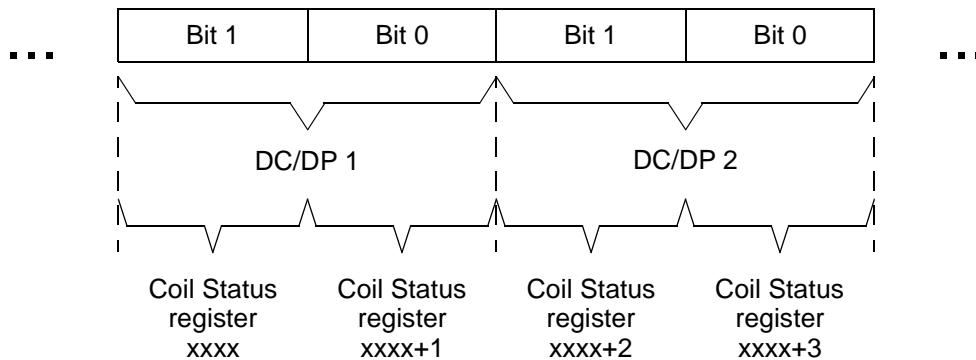 ... Bit 1 Bit 0 Bit 1 Bit 0 ...
DC/DP 1 DC/DP 2
Coil Status Coil Status Coil Status Coil Status
register register register register
xxxx xxxx+1 xxxx+2 xxxx+3